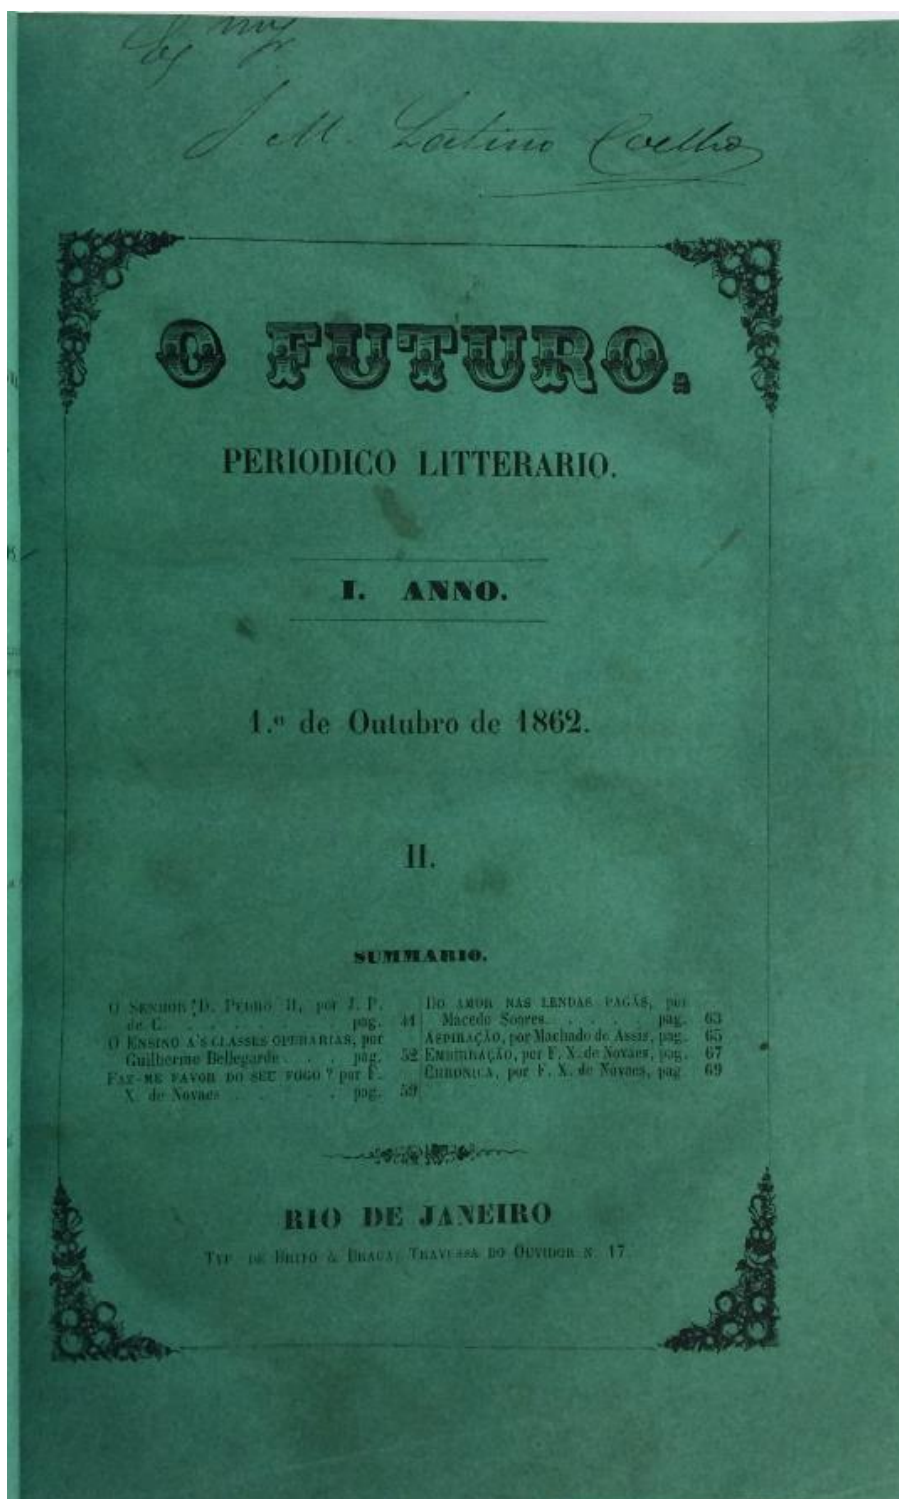 J. M. Latino Coelho
O FUTURO.
PERIODICO LITTERARIO.
I. ANNO.
1.º de Outubro de 1862.
II.
SUMMARIO.
O SENHOR D. PEDRO II, por J. P.
de C. . . . . . . pag. 41
O ENSINO A'S CLASSES OPERARIAS, por
Guilherme Bellegarde . . . pag. 52
FAZ-ME FAVOR DO SEU FOGO? por F.
X. de Novaes . . . . . pag. 59
DO AMOR NAS LENDAS PAGÃS, por
Macedo Soares. . . . . pag. 63
ASPIRAÇÃO, por Machado de Assis, pag. 65
EMBIRRAÇÃO, por F. X. de Novaes, pag. 67
CHRONICA, por F. X. de Novaes, pag 69
RIO DE JANEIRO
TYP. DE BRITO & BRAGA, TRAVESSA DO OUVIDOR N. 17.